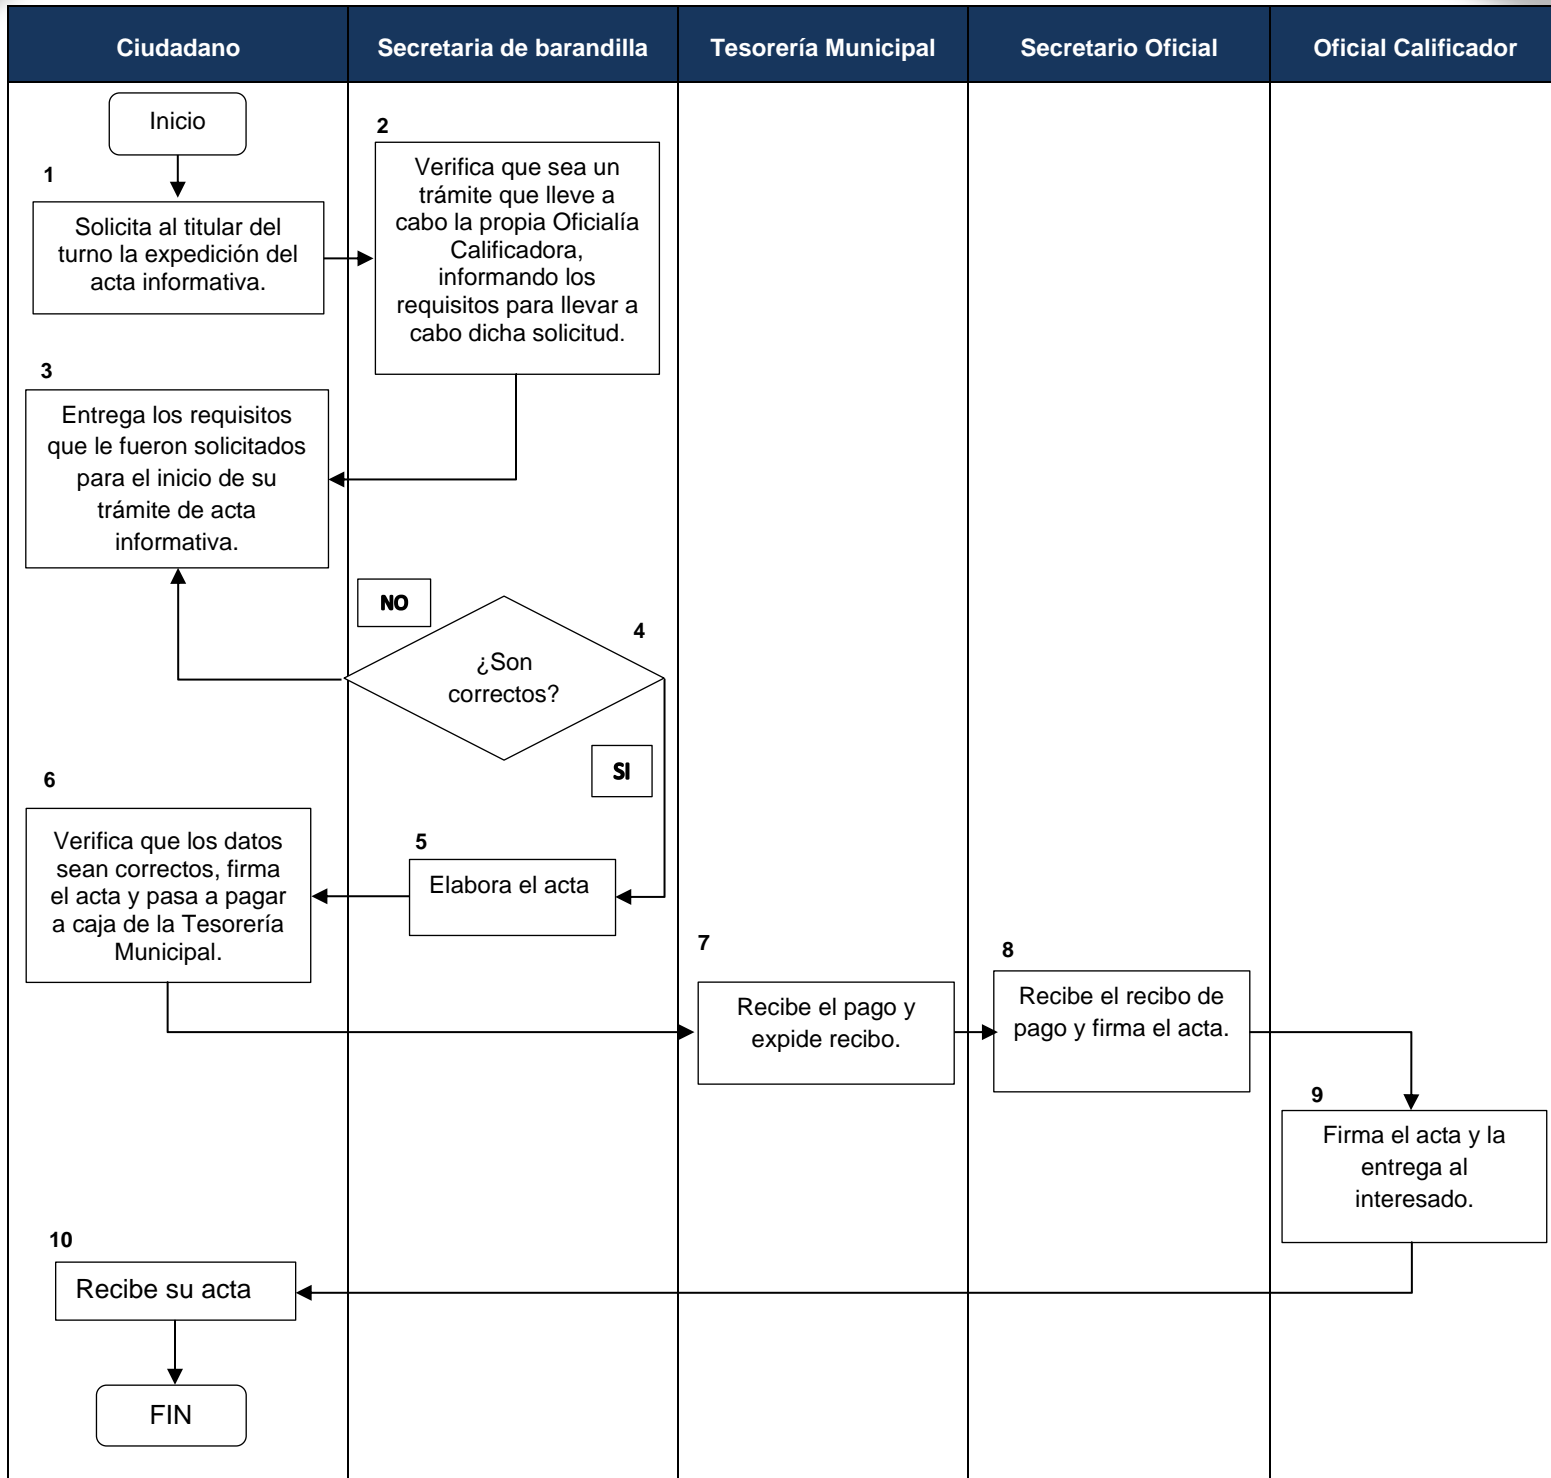 Ciudadano
Secretaria de barandilla
Tesorería Municipal
Secretario Oficial
Oficial Calificador
Inicio
1
Solicita al titular del
turno la expedición del
acta informativa.
2
Verifica que sea un
trámite que lleve a
cabo la propia Oficialía
Calificadora,
informando los
requisitos para llevar a
cabo dicha solicitud.
3
Entrega los requisitos
que le fueron solicitados
para el inicio de su
trámite de acta
informativa.
NO
4
¿Son
correctos?
SI
5
Elabora el acta
6
Verifica que los datos
sean correctos, firma
el acta y pasa a pagar
a caja de la Tesorería
Municipal.
7
Recibe el pago y
expide recibo.
8
Recibe el recibo de
pago y firma el acta.
9
Firma el acta y la
entrega al
interesado.
10
Recibe su acta
FIN